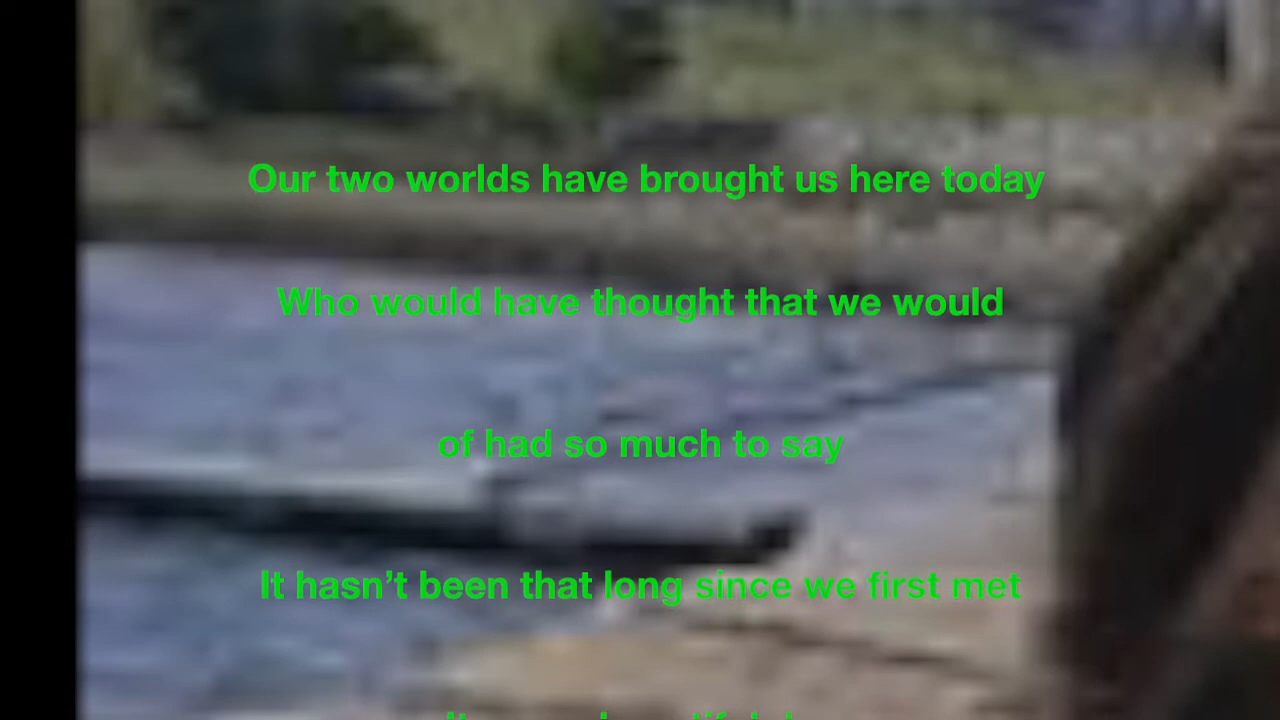 Our two worlds have brought us here today
Who would have thought that we would
of had so much to say
It hasn’t been that long since we first met